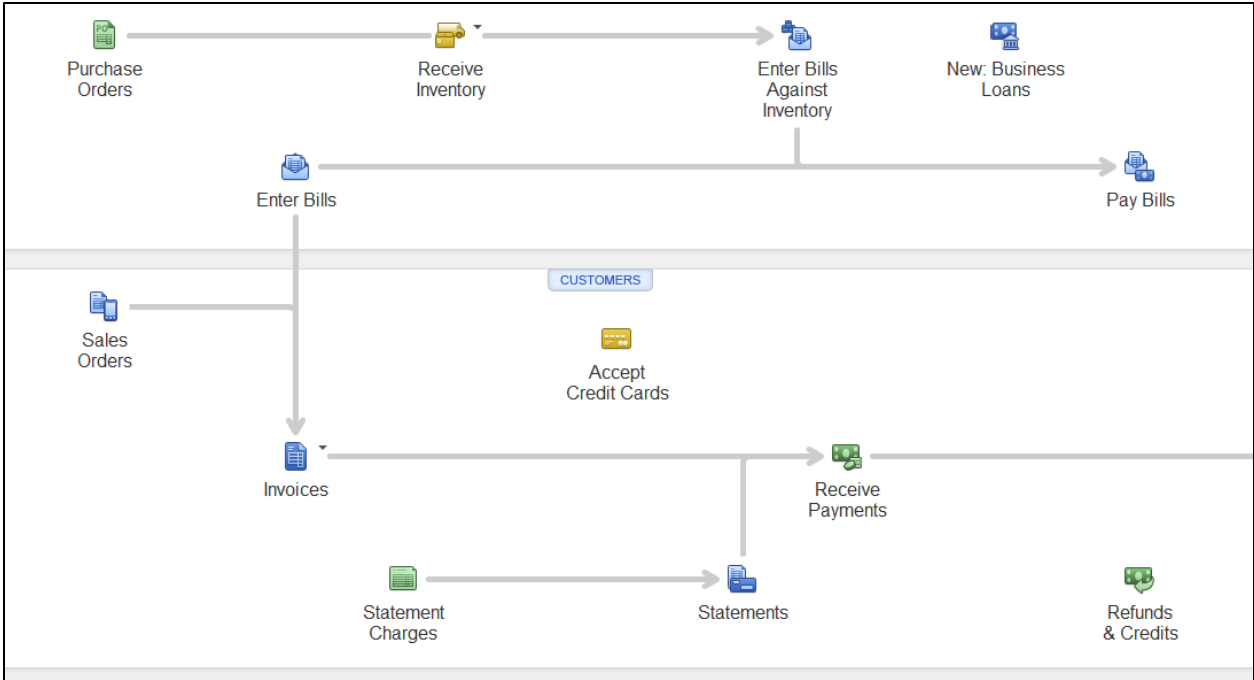 PO
Purchase
Orders
Receive
Inventory
Enter Bills
Against
Inventory
New: Business
Loans
Enter Bills
Pay Bills
CUSTOMERS
Sales
Orders
Accept
Credit Cards
Invoices
Receive
Payments
Statement
Charges
Statements
Refunds
& Credits